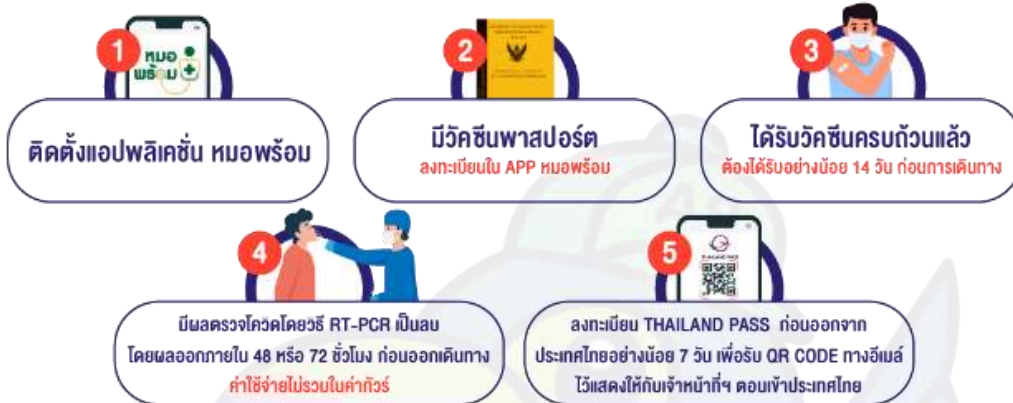 1
หมอ
พร้อม
ติดตั้งแอปพลิเคชั่น หมอพร้อม
2
มีวัคซีนพาสปอร์ต
ลงทะเบียนใน APP หมอพร้อม
3
ได้รับวัคซีนครบถ้วนแล้ว
ต้องได้รับอย่างน้อย 14 วัน ก่อนการเดินทาง
4
มีผลตรวจโควิดโดยวิธี RT-PCR เป็นลบ
โดยผลออกภายใน 48 หรือ 72 ชั่วโมง ก่อนออกเดินทาง
ค่าใช้จ่ายไม่รวมในค่าทัวร์
5
THAILAND PASS
ลงทะเบียน THAILAND PASS ก่อนออกจาก
ประเทศไทยอย่างน้อย 7 วัน เพื่อรับ QR CODE ทางอีเมล์
ไว้แสดงให้กับเจ้าหน้าที่ฯ ตอนเข้าประเทศไทย